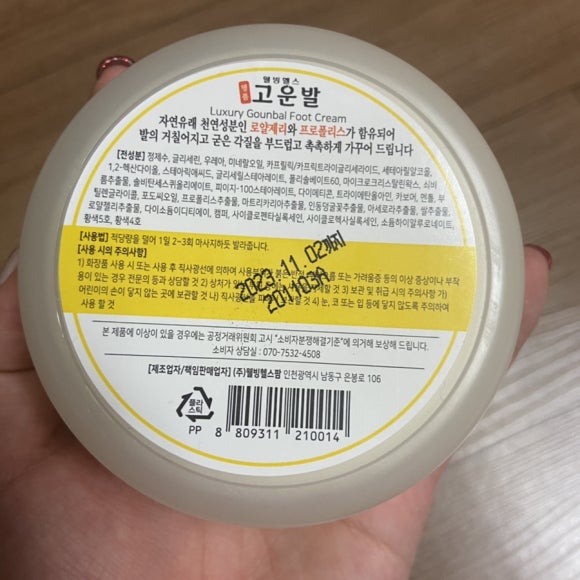 웰빙헬스
명품 고운발
Luxury Gounbal Foot Cream
자연유래 천연성분인 로얄제리와 프로폴리스가 함유되어
발의 거칠어지고 굳은 각질을 부드럽고 촉촉하게 가꾸어 드립니다
[전성분] 정제수, 글리세린, 우레아, 미네랄오일, 카프릴릭/카프릭트라이글리세라이드, 세테아릴알코올,
1,2-헥산다이올, 스테아릭애씨드, 글리세릴스테아레이트, 폴리솔베이트60, 마이크로크리스탈린왁스, 쇠비
름추출물, 솔비탄세스퀴올리에이트, 피이지-100스테아레이트, 다이메티콘, 트라이에탄올아민, 카보머, 멘톨, 부
틸렌글라이콜, 포도씨오일, 프로폴리스추출물, 마트리카리아추출물, 인동덩굴꽃추출물, 아세로라추출물, 쌀추출물,
로얄젤리추출물, 다이소듐이디티에이, 캠퍼, 사이클로펜타실록세인, 사이클로헥사실록세인, 소듐하이알루로네이트,
황색5호, 황색4호
[사용법] 적당량을 덜어 1일 2~3회 마사지하듯 발라줍니다.
[사용 시의 주의사항]
1) 화장품 사용 시 또는 사용 후 직사광선에 의하여 사용부위가 붉은 반점, 또는 가려움증 등의 이상 증상이나 부작
용이 있는 경우 전문의 등과 상담할 것 2) 상처가 있 할 것 3) 보관 및 취급 시의 주의사항 가)
어린이의 손이 닿지 않는 곳에 보관할 것 나) 직사광 할 것 4) 눈, 코 또는 입 등에 닿지 않도록 주의하여
사용 할 것
2023.11.02까지
201103A
본 제품에 이상이 있을 경우에는 공정거래위원회 고시 "소비자분쟁해결기준"에 의거해 보상해 드립니다.
소비자 상담실 : 070-7532-4508
[제조업자/책임판매업자] (주)웰빙헬스팜 인천광역시 남동구 은봉로 106
플라스틱
PP
8 809311 210014